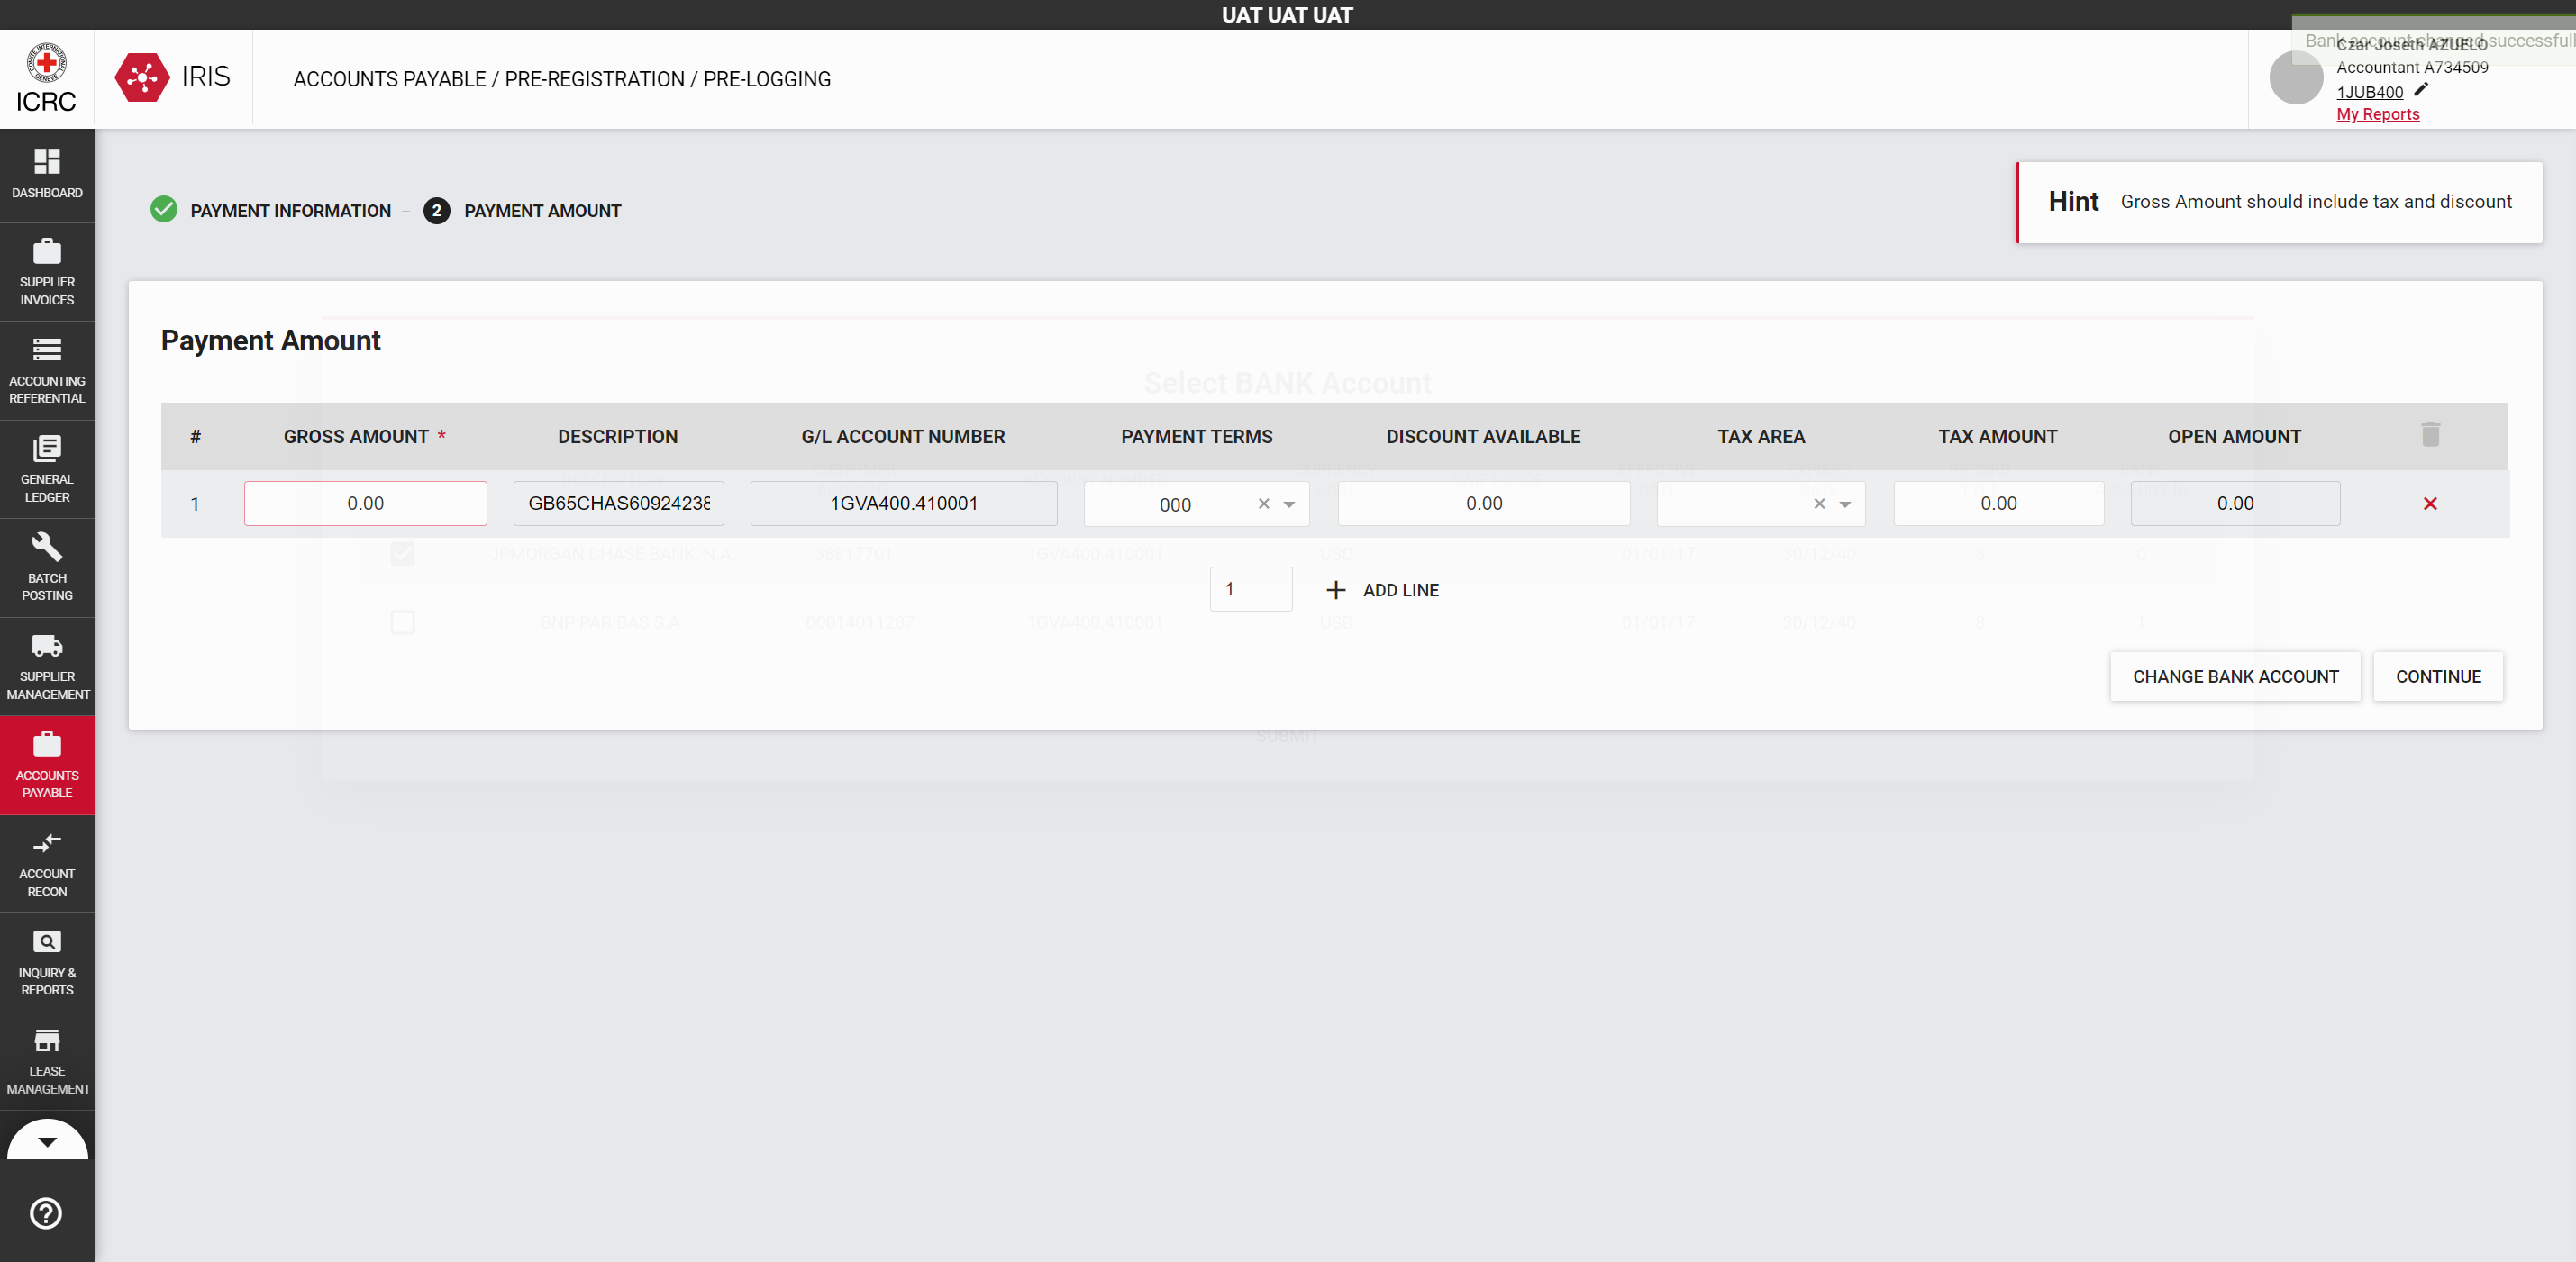 UAT UAT UAT
ICRC
IRIS
ACCOUNTS PAYABLE / PRE-REGISTRATION / PRE-LOGGING
Bank account changed successfull
Czar Joseth AZUELO
Accountant A734509
1JUB400
My Reports
DASHBOARD
SUPPLIER
INVOICES
ACCOUNTING
REFERENTIAL
GENERAL
LEDGER
BATCH
POSTING
SUPPLIER
MANAGEMENT
ACCOUNTS
PAYABLE
ACCOUNT
RECON
INQUIRY &
REPORTS
LEASE
MANAGEMENT
PAYMENT INFORMATION
2 PAYMENT AMOUNT
Hint Gross Amount should include tax and discount
Payment Amount
Select BANK Account
# GROSS AMOUNT * DESCRIPTION G/L ACCOUNT NUMBER PAYMENT TERMS DISCOUNT AVAILABLE TAX AREA TAX AMOUNT OPEN AMOUNT
1 0.00 GB65CHAS60924238 1GVA400.410001 000 0.00 0.00 0.00
JPMORGAN CHASE BANK, N.A. 38817701 1GVA400.410001 USD 01/01/17 30/12/40 8 0
1 ADD LINE
BNP PARIBAS S.A. 00014011287 1GVA400.410001 USD 01/01/17 30/12/40 8 1
CHANGE BANK ACCOUNT CONTINUE
SUBMIT